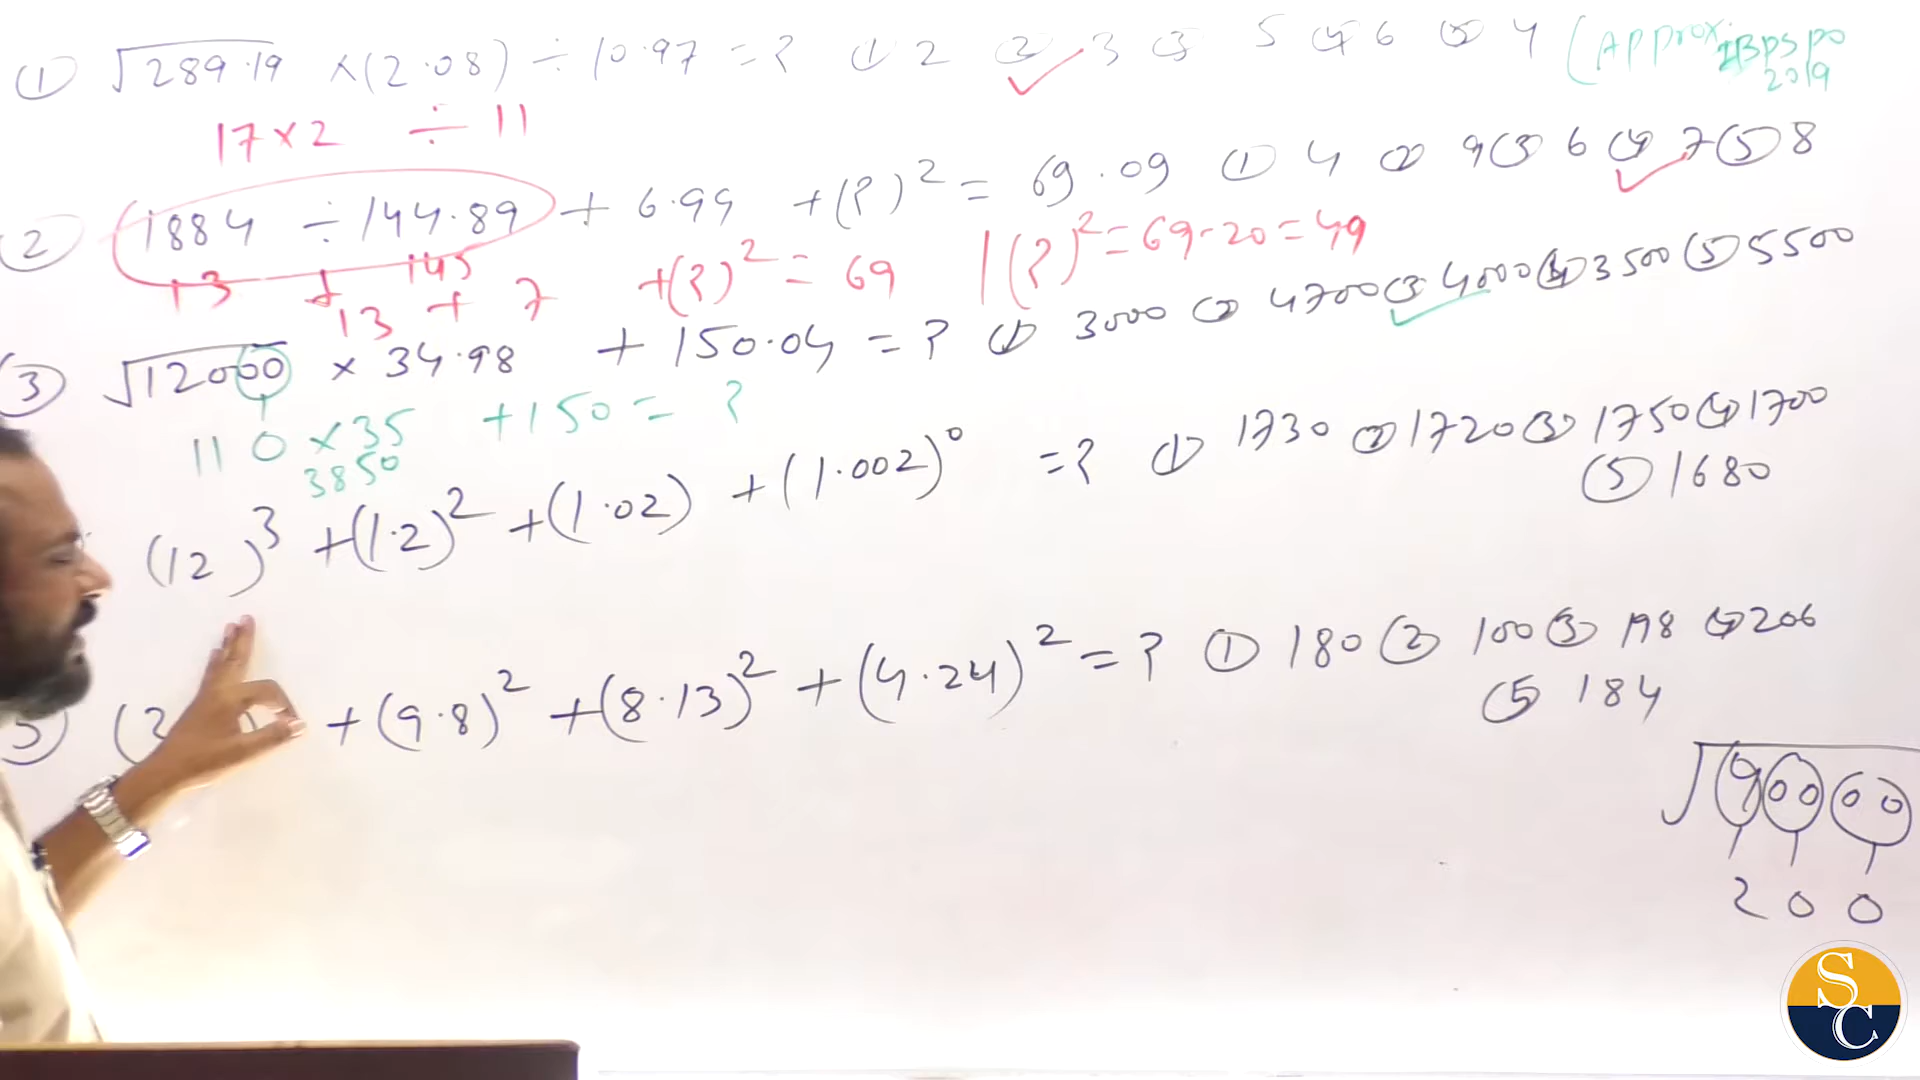 ① √289.19 ×(2.08) ÷ 10.97 = ? ① 2 ② 3 ③ 5 ④ 6 ⑤ 4 (Approx. IBPS PO 2019
17×2 ÷ 11
② 1884 ÷ 144.89 + 6.99 +(?)² = 69.09 ① 4 ② 9 ③ 6 ④ 7 ⑤ 8
13 145
13 + 7 +(?)² = 69 | (?)² = 69-20 = 49
③ √12000 × 34.98 + 150.04 = ? ① 3000 ② 4700 ③ 4000 ④ 3500 ⑤ 5500
110 ×35 +150 = ?
3850
(12)³ +(1.2)² +(1.02) +(1.002)⁰ =? ① 1730 ② 1720 ③ 1750 ④ 1700
⑤ 1680
5) (2 +(9.8)² +(8.13)² +(4.24)² = ? ① 180 ② 100 ③ 198 ④ 206
⑤ 184
√90000
200
SC